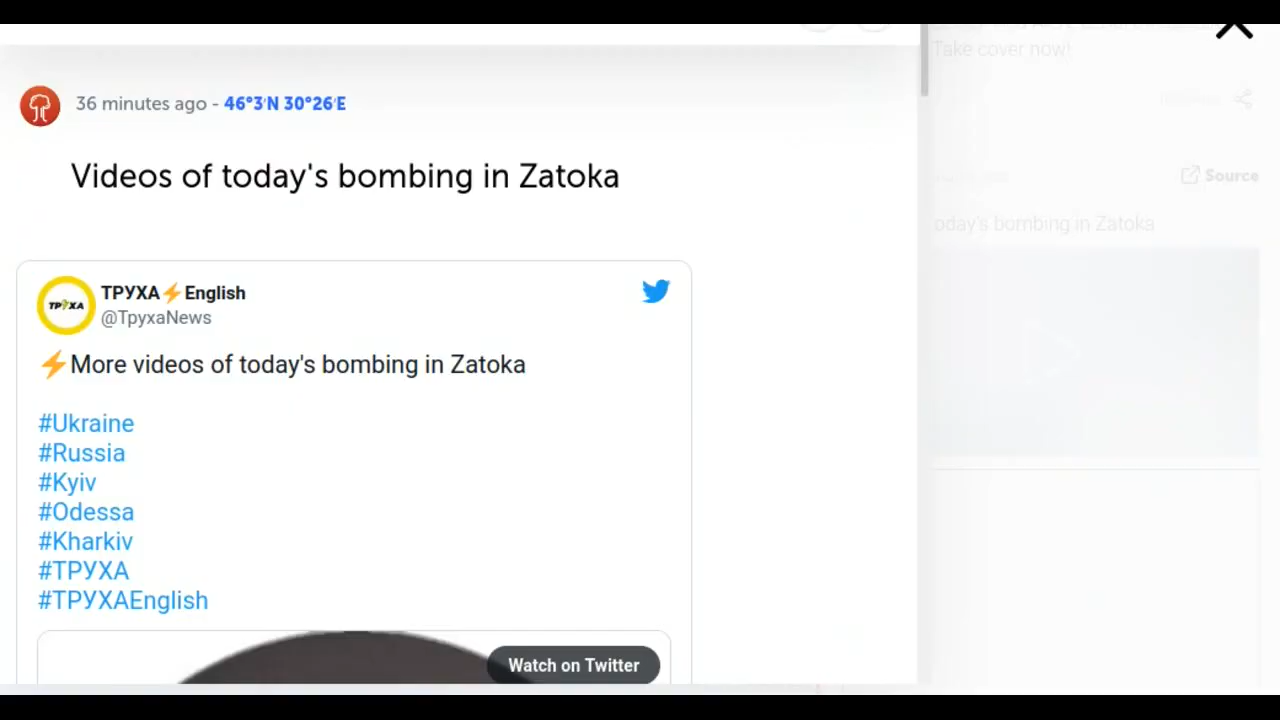 Take cover now!
36 minutes ago - 46°3′N 30°26′E
Videos of today's bombing in Zatoka
Source
oday's bombing in Zatoka
ТРУХА⚡English
@TpyxaNews
ТРУХА
⚡More videos of today's bombing in Zatoka
#Ukraine
#Russia
#Kyiv
#Odessa
#Kharkiv
#ТРУХА
#ТРУХАEnglish
Watch on Twitter